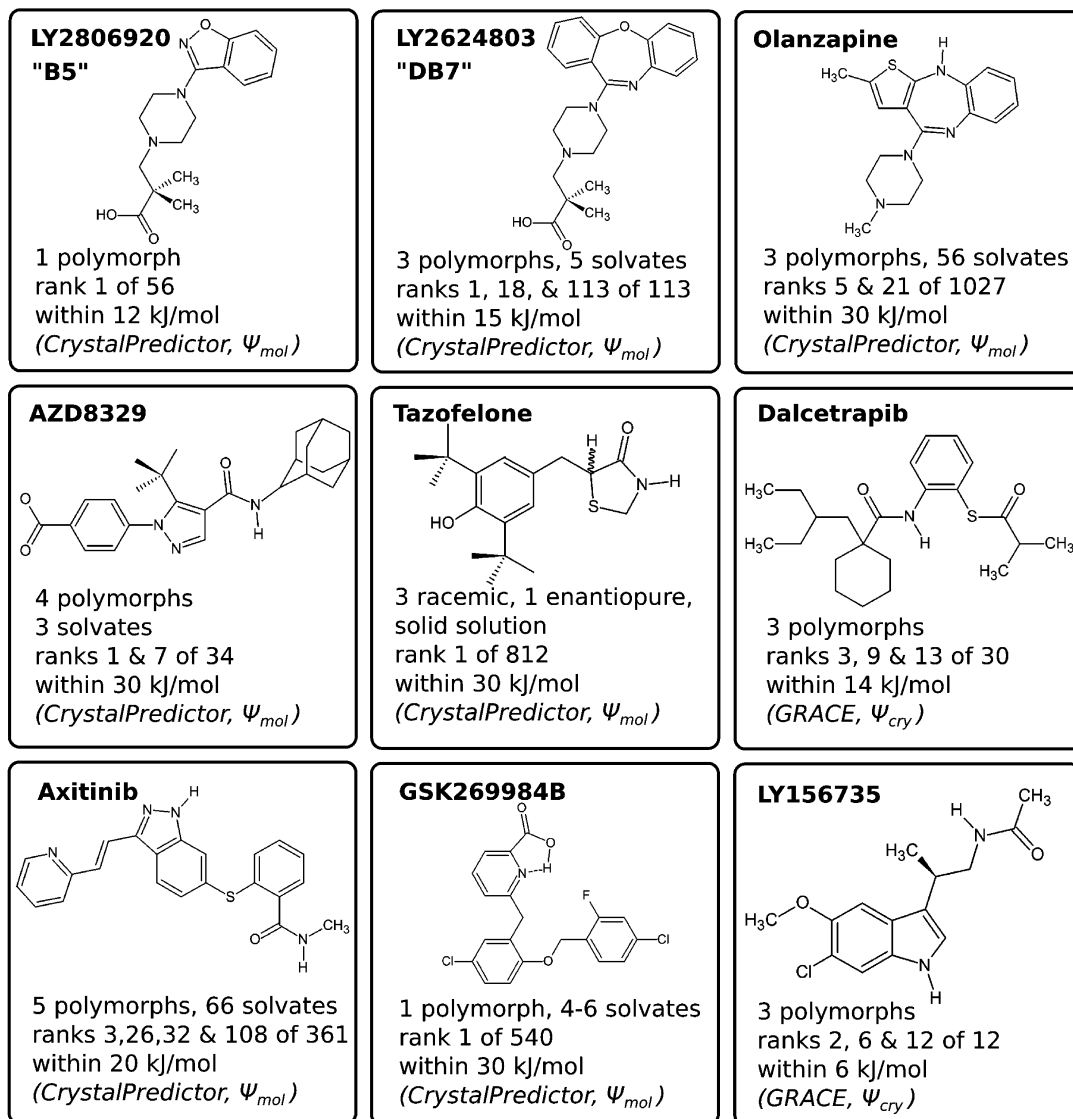 LY2806920
"B5"
O
N
N
N
CH₃
CH₃
HO
O
1 polymorph
rank 1 of 56
within 12 kJ/mol
(CrystalPredictor, Ψmol)
LY2624803
"DB7"
O
N
N
N
CH₃
CH₃
HO
O
3 polymorphs, 5 solvates
ranks 1, 18, & 113 of 113
within 15 kJ/mol
(CrystalPredictor, Ψmol)
Olanzapine
H
H₃C
S
N
N
N
N
H₃C
3 polymorphs, 56 solvates
ranks 5 & 21 of 1027
within 30 kJ/mol
(CrystalPredictor, Ψmol)
AZD8329
O
O
O
N
N
N
H
4 polymorphs
3 solvates
ranks 1 & 7 of 34
within 30 kJ/mol
(CrystalPredictor, Ψmol)
Tazofelone
H
O
N
H
HO
S
3 racemic, 1 enantiopure,
solid solution
rank 1 of 812
within 30 kJ/mol
(CrystalPredictor, Ψmol)
Dalcetrapib
H₃C
O
O
N
S
H₃C
H
CH₃
H₃C
3 polymorphs
ranks 3, 9 & 13 of 30
within 14 kJ/mol
(GRACE, Ψcry)
Axitinib
H
N
N
N
S
O
N
CH₃
H
5 polymorphs, 66 solvates
ranks 3,26,32 & 108 of 361
within 20 kJ/mol
(CrystalPredictor, Ψmol)
GSK269984B
O
O
N
H
F
Cl
O
Cl
1 polymorph, 4-6 solvates
rank 1 of 540
within 30 kJ/mol
(CrystalPredictor, Ψmol)
LY156735
CH₃
H
N
H₃C
O
O
H₃C
Cl
N
H
3 polymorphs
ranks 2, 6 & 12 of 12
within 6 kJ/mol
(GRACE, Ψcry)